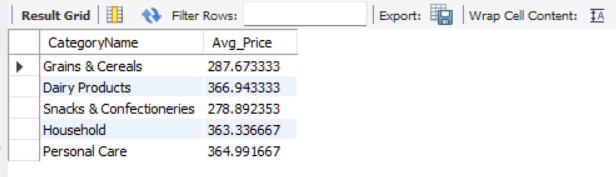 Result Grid Filter Rows: Export: Wrap Cell Content: IA
CategoryName Avg_Price
Grains & Cereals 287.673333
Dairy Products 366.943333
Snacks & Confectioneries 278.892353
Household 363.336667
Personal Care 364.991667